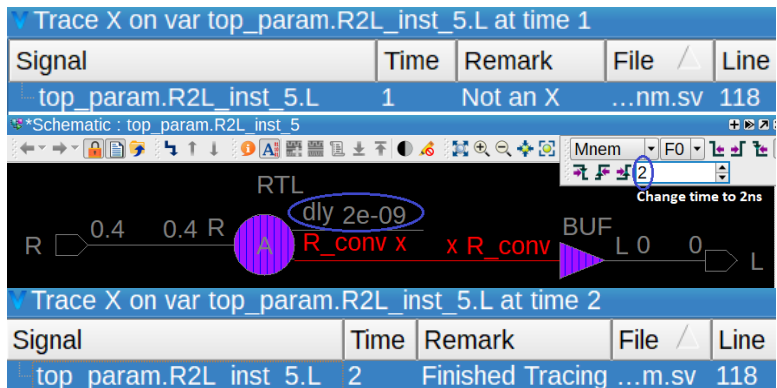 Trace X on var top_param.R2L_inst_5.L at time 1
Signal Time Remark File Line
top_param.R2L_inst_5.L 1 Not an X …nm.sv 118
*Schematic : top_param.R2L_inst_5
A Mnem F0
2
Change time to 2ns
RTL
dly 2e-09
R 0.4 0.4 R A R_conv x x R_conv BUF L 0 0 L
Trace X on var top_param.R2L_inst_5.L at time 2
Signal Time Remark File Line
top_param.R2L_inst_5.L 2 Finished Tracing …m.sv 118